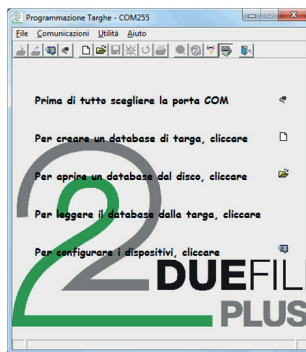 Programmazione Targhe - COM255
File Comunicazioni Utilità Aiuto
Prima di tutto scegliere la porta COM
Per creare un database di targa, cliccare
Per aprire un database dal disco, cliccare
Per leggere il database dalla targa, cliccare
Per configurare i dispositivi, cliccare
2
DUEFIL
PLUS